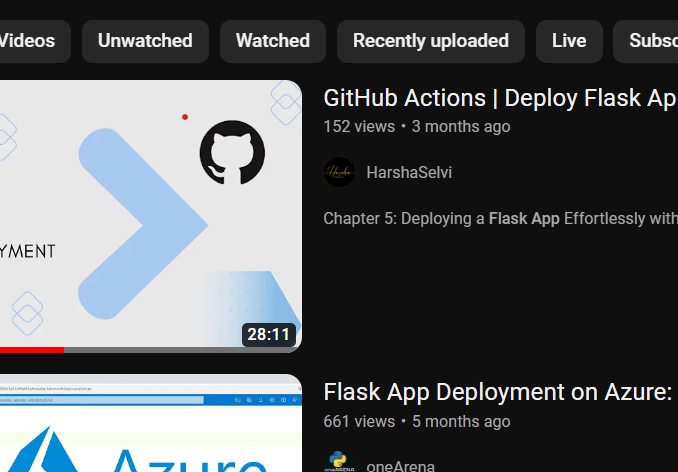 Videos
Unwatched
Watched
Recently uploaded
Live
GitHub Actions | Deploy Flask Ap
152 views • 3 months ago
HarshaSelvi
Chapter 5: Deploying a Flask App Effortlessly with
YMENT
28:11
Flask App Deployment on Azure:
661 views • 5 months ago
oneArena
Azure